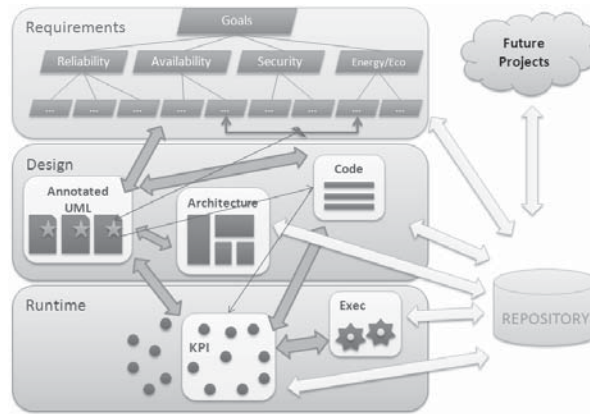 Requirements
Goals
Reliability
Availability
Security
Energy/Eco
... ... ... ... ... ... ... ... ...
Future
Projects
Design
Annotated
UML
Architecture
Code
Runtime
KPI
Exec
REPOSITORY